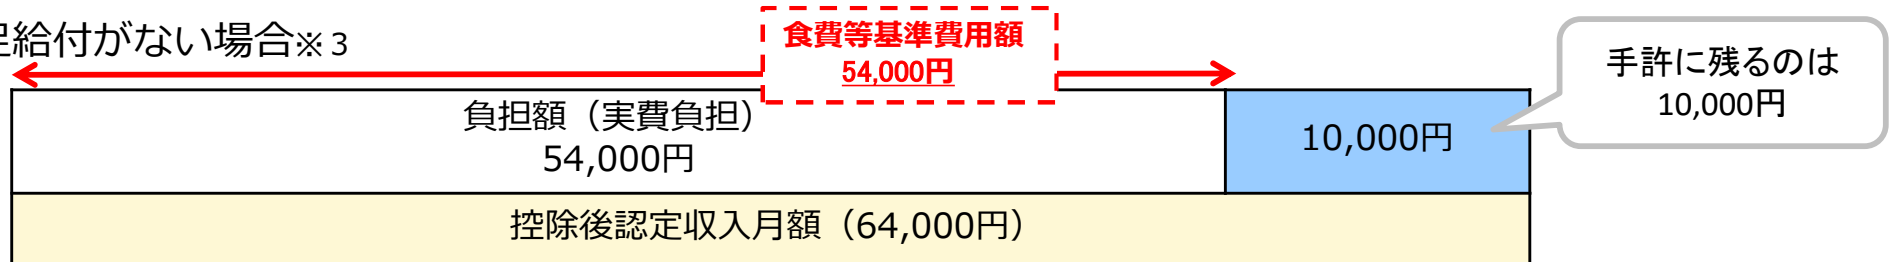 足給付がない場合※3
食費等基準費用額
54,000円
手許に残るのは
10,000円
負担額（実費負担）
54,000円
10,000円
控除後認定収入月額（64,000円）